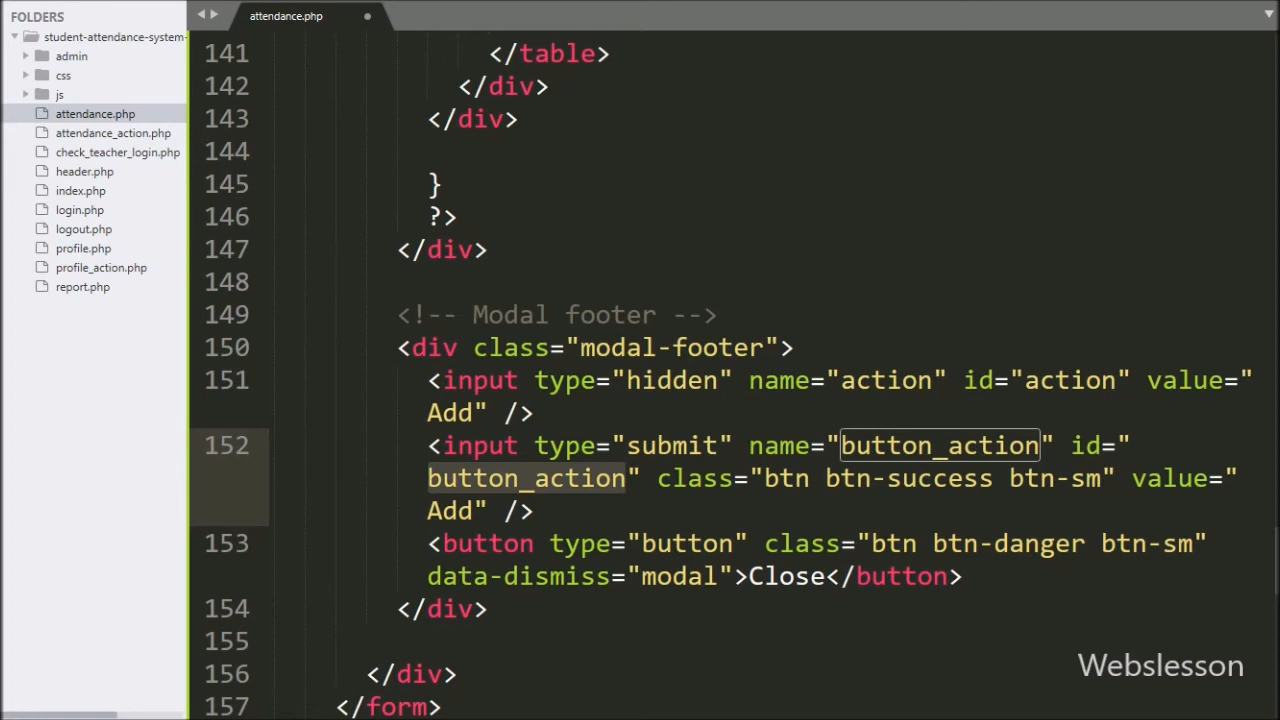 FOLDERS
student-attendance-system-
admin
css
js
attendance.php
attendance_action.php
check_teacher_login.php
header.php
index.php
login.php
logout.php
profile.php
profile_action.php
report.php
attendance.php
141 </table>
142 </div>
143 </div>
144
145 }
146 ?>
147 </div>
148
149 <!-- Modal footer -->
150 <div class="modal-footer">
151 <input type="hidden" name="action" id="action" value="
Add" />
152 <input type="submit" name="button_action" id="
button_action" class="btn btn-success btn-sm" value="
Add" />
153 <button type="button" class="btn btn-danger btn-sm"
data-dismiss="modal">Close</button>
154 </div>
155
156 </div>
157 </form>
Webslesson